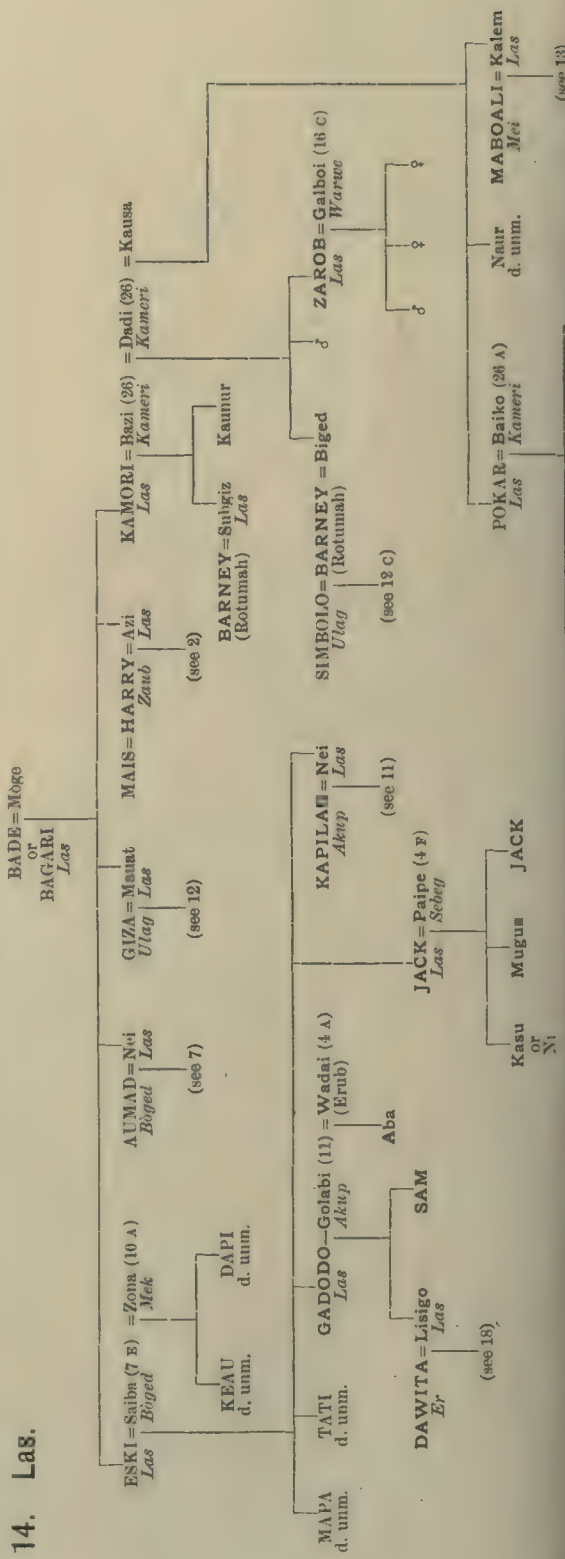 14. Las.
BADE=Móge
or
BAGARI
Las
ESKI=Saiba (7 E) =Zona (10 A)
Las Bòged Mek
AUMAD=Nei
Bòged Las
GIZA=Mauat
Ulag Las
MAIS=HARRY=Azi
Zaub Las
KAMORI=Bazi (26) =Dadi (26) =Kausa
Las Kameri Kameri
KEAU DAPI
d. unm. d. unm.
(see 7)
(see 12)
(see 2)
BARNEY=Subgiz Kaunur
(Rotumah) Las
MAPA TATI
d. unm. d. unm.
GADODO=Golabi (11) =Wadai (4 A)
Las Akup (Erub)
KAPILA =Nei
Akup Las
SIMBOLO=BARNEY =Biged
Ulag (Rotumah)
♂
ZAROB=Galboi (16 C)
Las Warwe
DAWITA=Lisigo SAM
Er Las
Aba
JACK=Paipe (4 F)
Las Sebeg
(see 11)
(see 12 C)
♂ ♀ ♀
(see 18)
Kasu Mugua JACK
or
POKAR=Baiko (26 A)
Las Kameri
Naur
d. unm.
MABOALI=Kalem
Mei Las
(see 13)